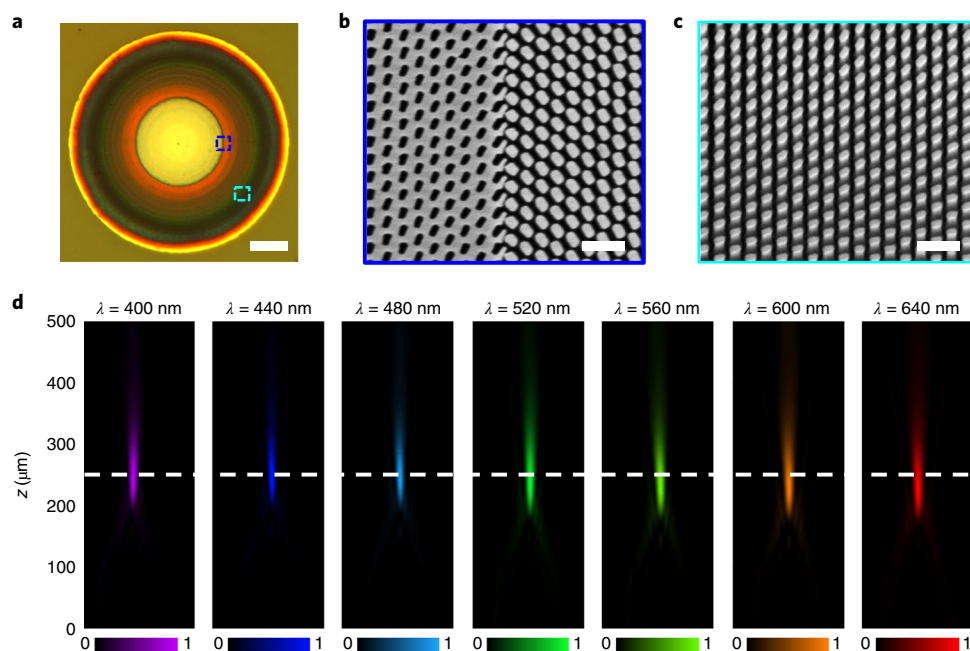 a
b
c
d
λ = 400 nm
λ = 440 nm
λ = 480 nm
λ = 520 nm
λ = 560 nm
λ = 600 nm
λ = 640 nm
500
400
300
200
100
0
z (μm)
0 1
0 1
0 1
0 1
0 1
0 1
0 1